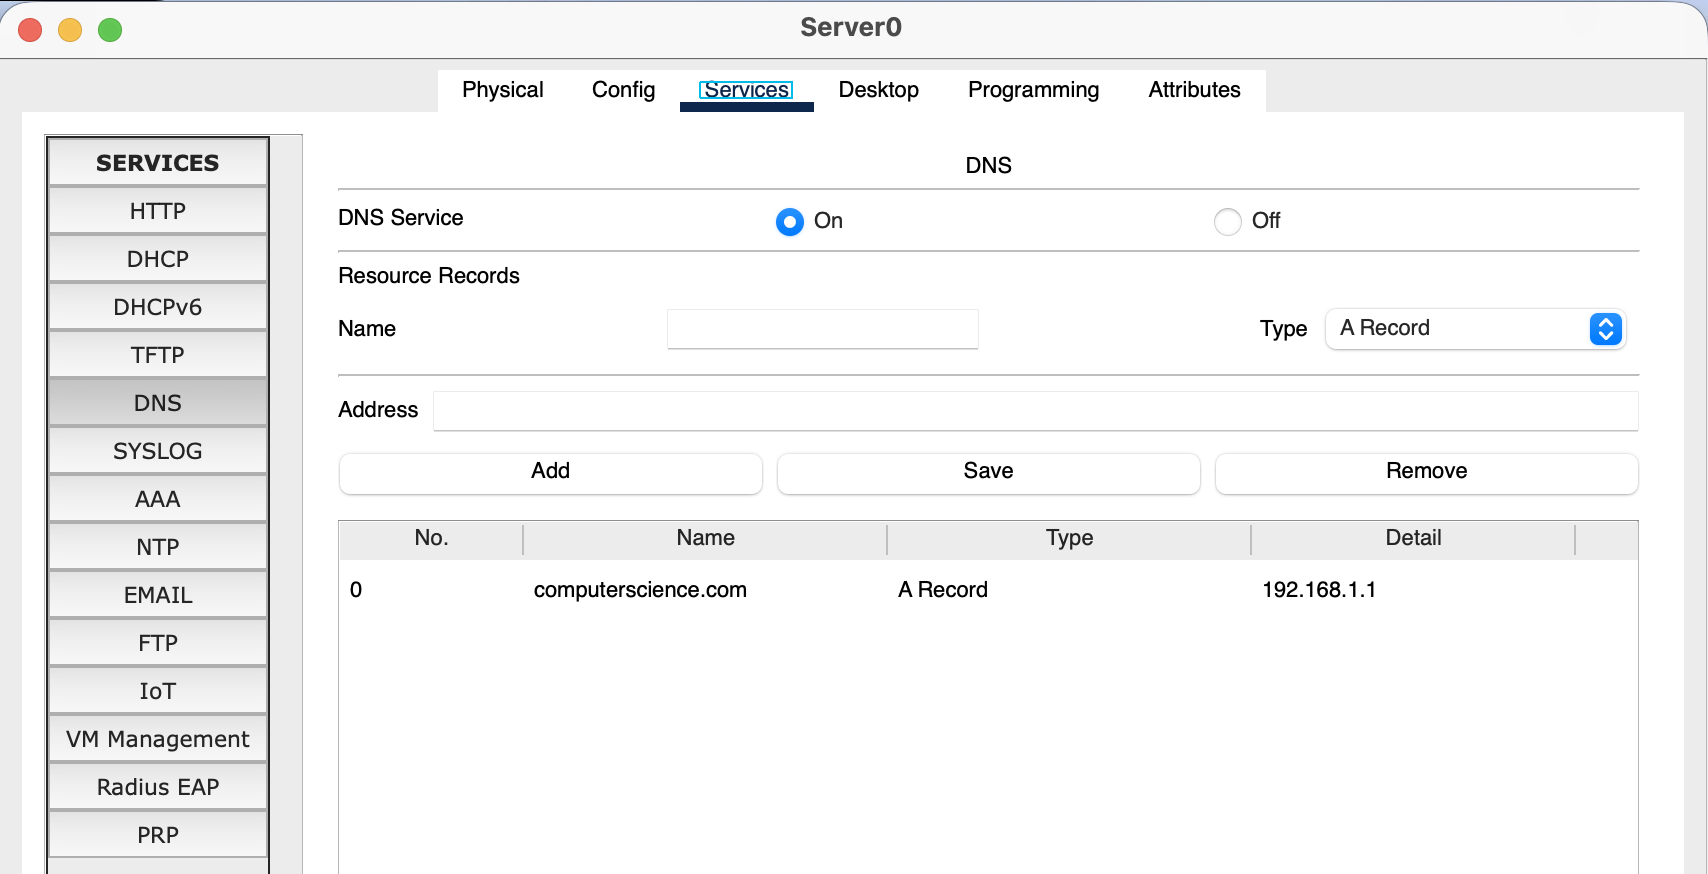 Server0
Physical Config Services Desktop Programming Attributes
SERVICES
HTTP
DHCP
DHCPv6
TFTP
DNS
SYSLOG
AAA
NTP
EMAIL
FTP
IoT
VM Management
Radius EAP
PRP
DNS
DNS Service On Off
Resource Records
Name Type A Record
Address
Add Save Remove
No. Name Type Detail
0 computerscience.com A Record 192.168.1.1